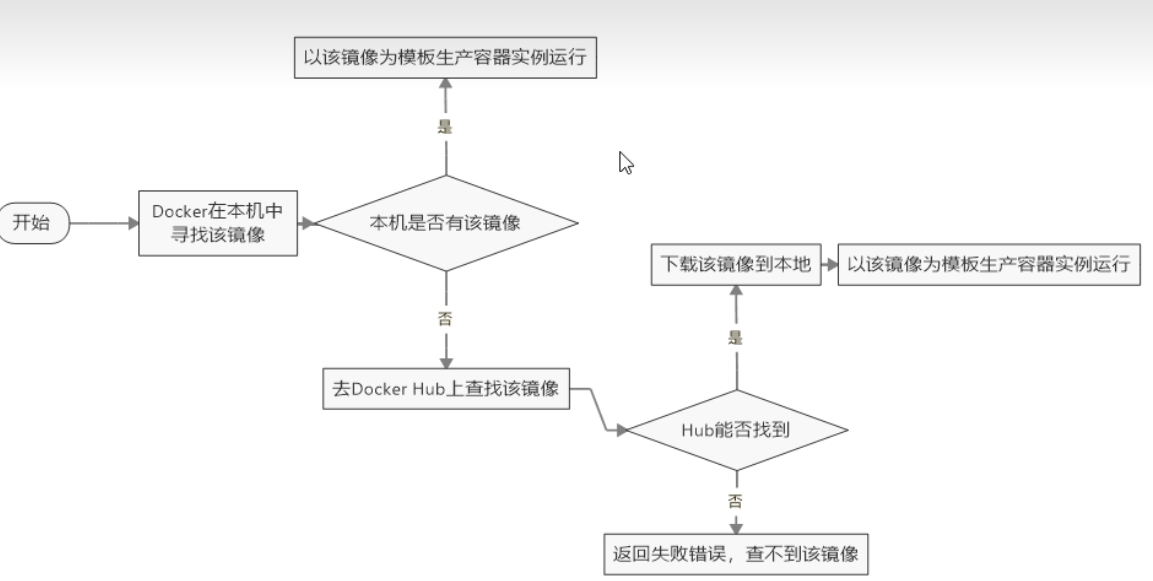 以该镜像为模板生产容器实例运行
是
开始
Docker在本机中
寻找该镜像
本机是否有该镜像
否
去Docker Hub上查找该镜像
下载该镜像到本地
以该镜像为模板生产容器实例运行
是
Hub能否找到
否
返回失败错误，查不到该镜像